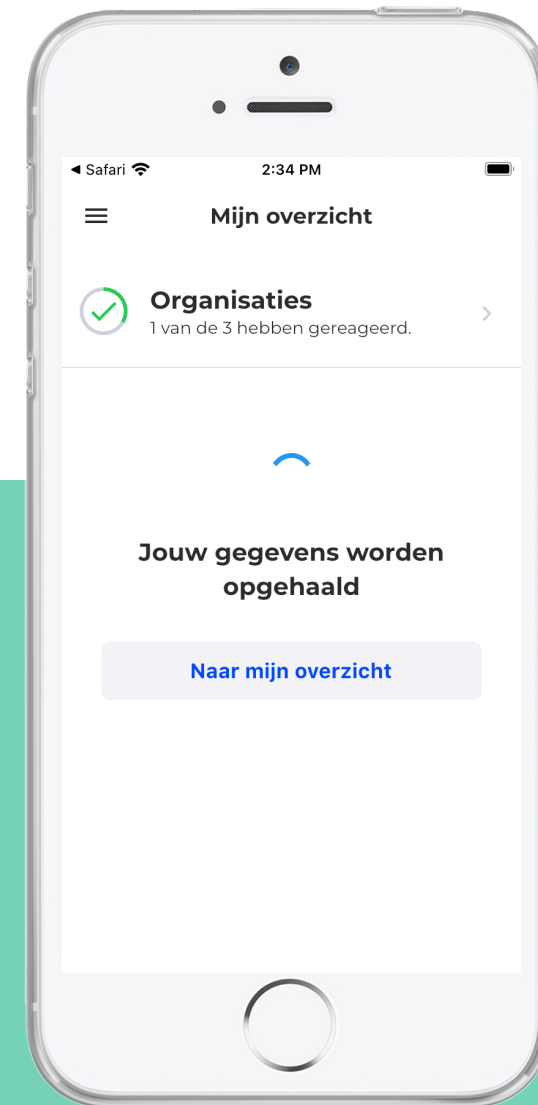 ◀ Safari
2:34 PM
Mijn overzicht
Organisaties
1 van de 3 hebben gereageerd.
Jouw gegevens worden
opgehaald
Naar mijn overzicht